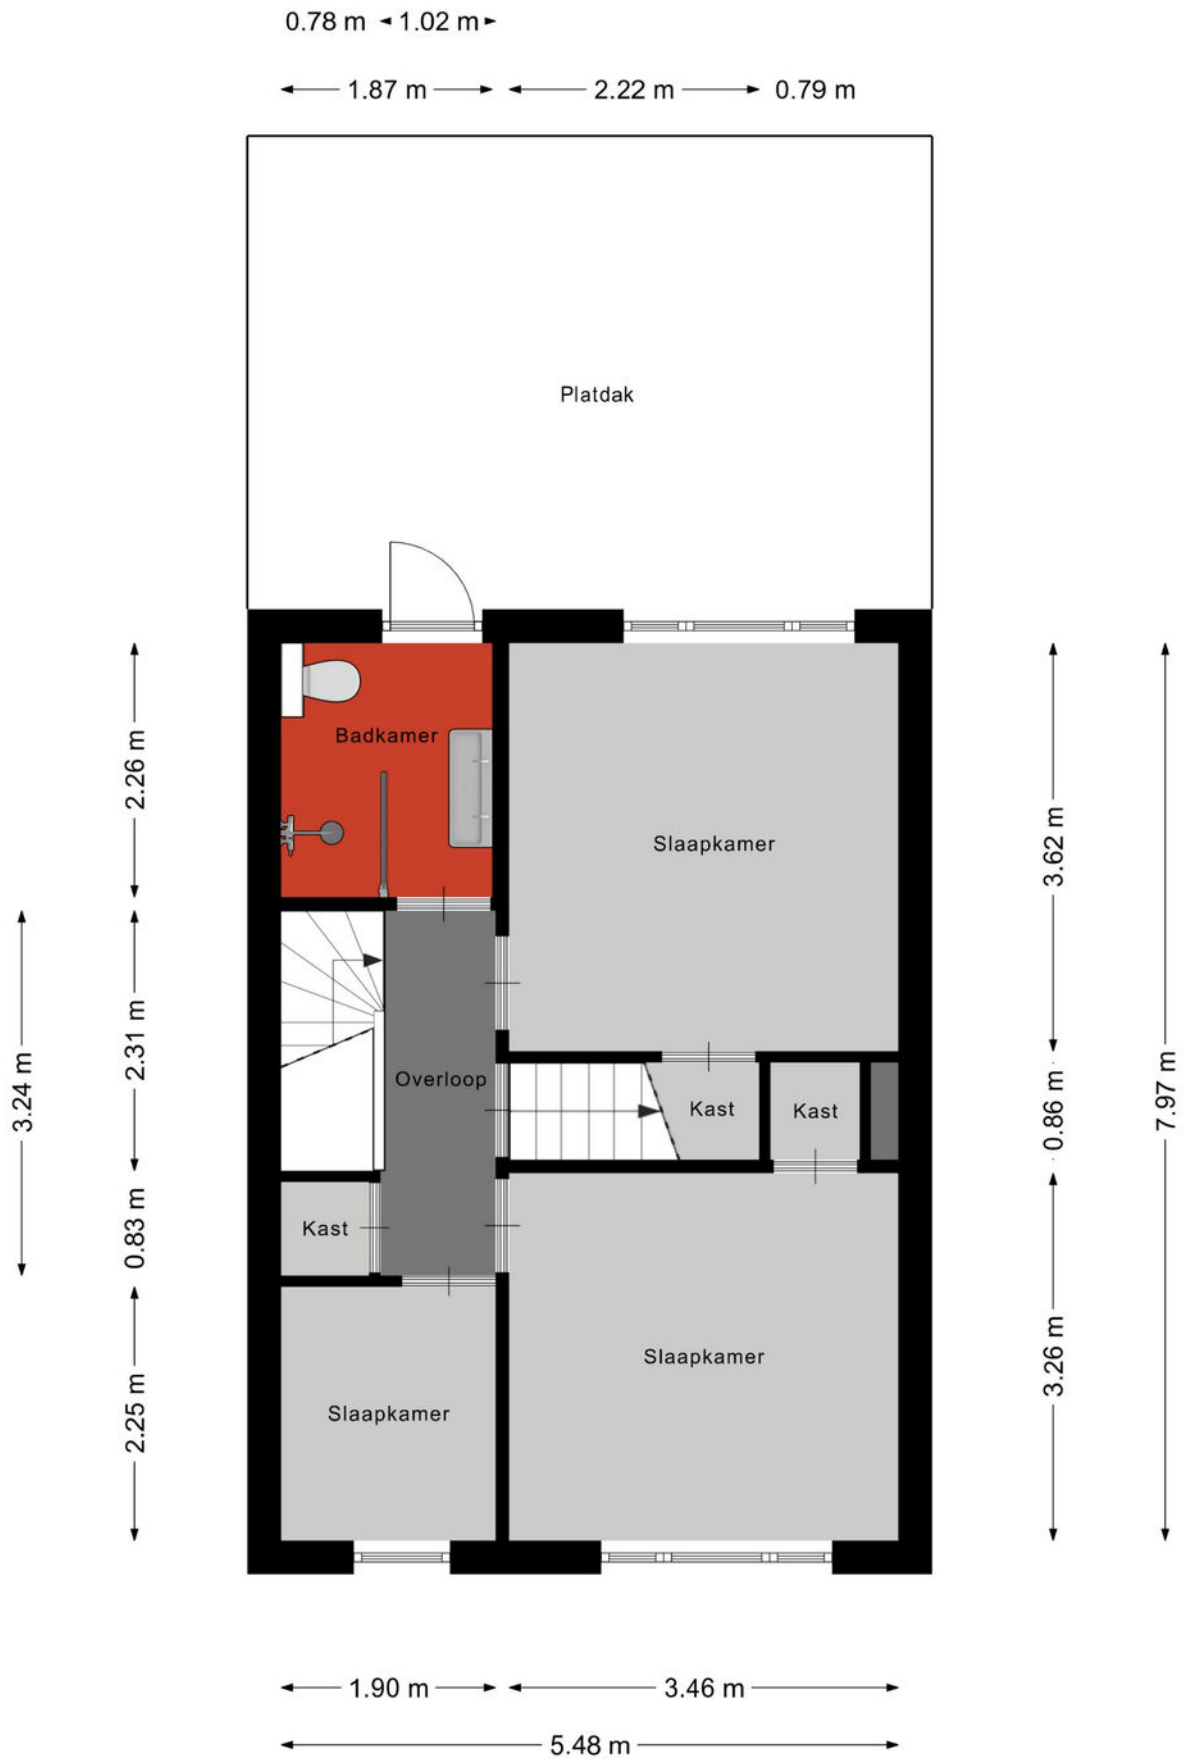 0.78 m 1.02 m
1.87 m 2.22 m 0.79 m
Platdak
Badkamer
2.26 m
Slaapkamer
3.62 m
2.31 m
3.24 m
Overloop
Kast
Kast
0.86 m
7.97 m
Kast
0.83 m
Slaapkamer
3.26 m
Slaapkamer
2.25 m
1.90 m 3.46 m
5.48 m